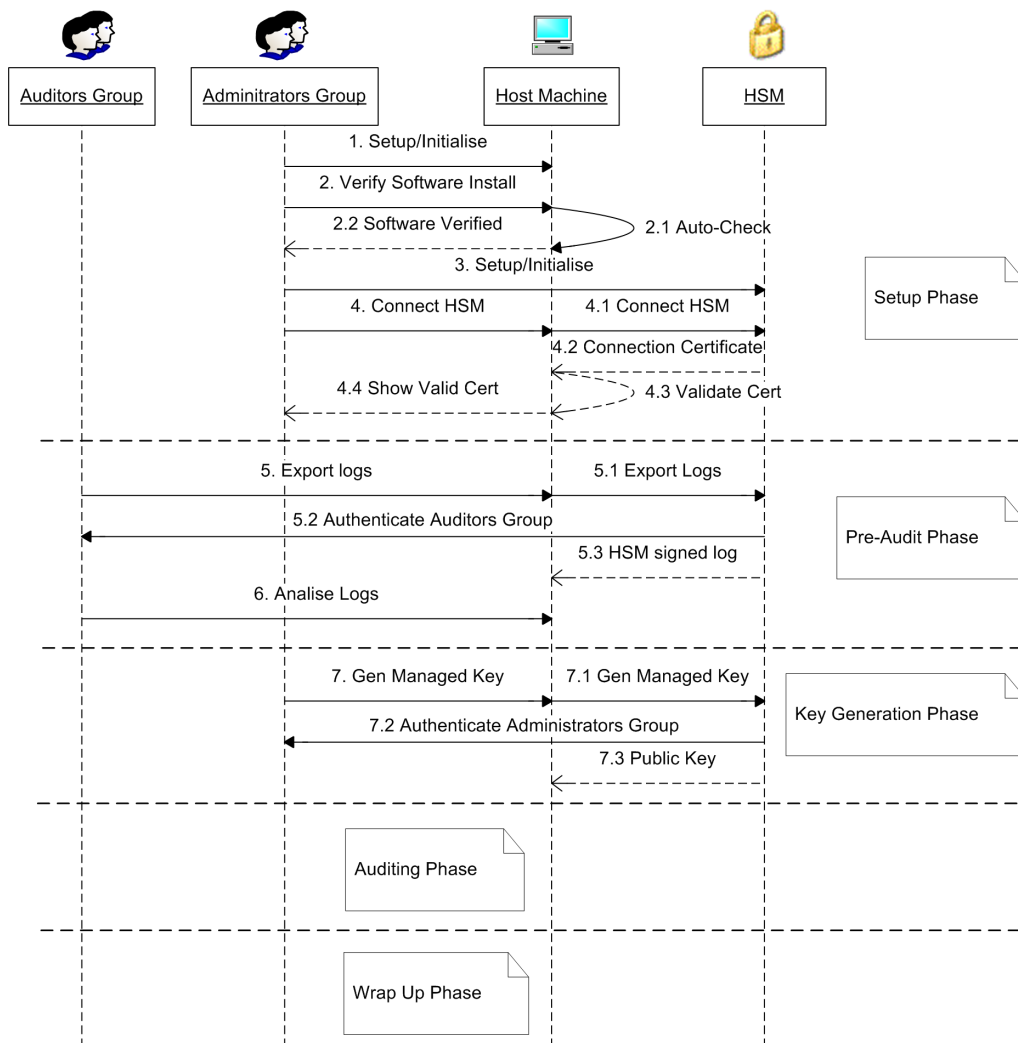 Auditors Group
Adminitrators Group
Host Machine
HSM
1. Setup/Initialise
2. Verify Software Install
2.1 Auto-Check
2.2 Software Verified
3. Setup/Initialise
Setup Phase
4. Connect HSM
4.1 Connect HSM
4.2 Connection Certificate
4.3 Validate Cert
4.4 Show Valid Cert
5. Export logs
5.1 Export Logs
5.2 Authenticate Auditors Group
Pre-Audit Phase
5.3 HSM signed log
6. Analise Logs
7. Gen Managed Key
7.1 Gen Managed Key
Key Generation Phase
7.2 Authenticate Administrators Group
7.3 Public Key
Auditing Phase
Wrap Up Phase